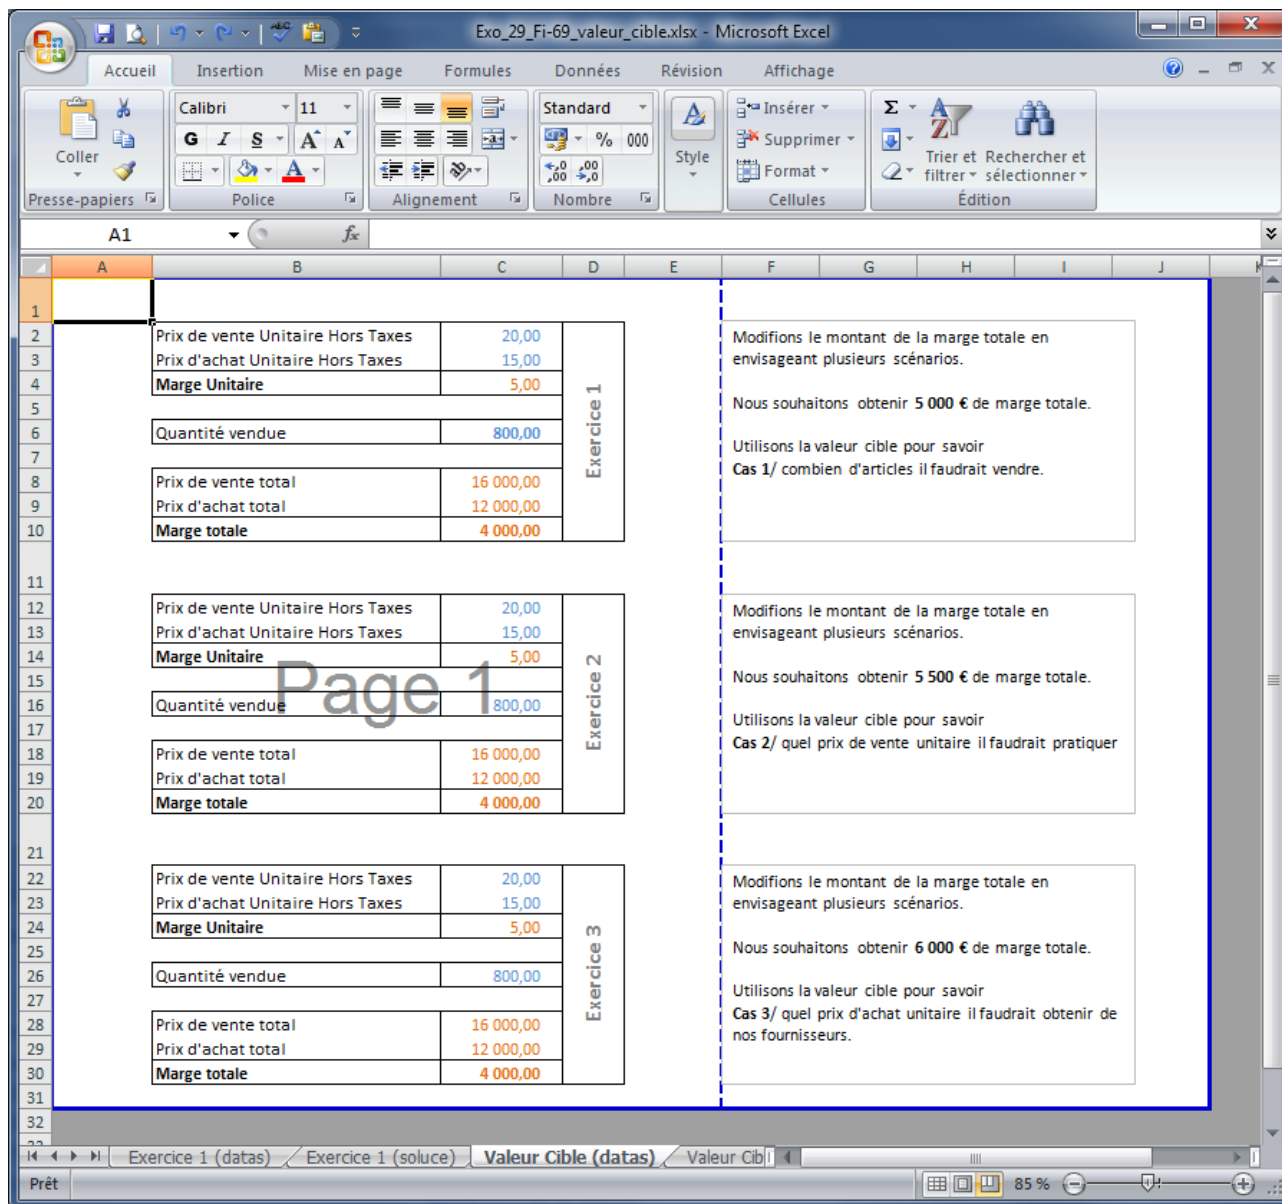 Exo_29_Fi-69_valeur_cible.xlsx - Microsoft Excel
Accueil Insertion Mise en page Formules Données Révision Affichage
Calibri 11 Standard Insérer Σ
G I S A A % 000 Supprimer
Coller Style Format Trier et filtrer Rechercher et sélectionner
Presse-papiers Police Alignement Nombre Cellules Édition
A1 fx
A B C D E F G H I J K
1
2 Prix de vente Unitaire Hors Taxes 20,00
3 Prix d'achat Unitaire Hors Taxes 15,00
4 Marge Unitaire 5,00
5
6 Quantité vendue 800,00
7
8 Prix de vente total 16 000,00
9 Prix d'achat total 12 000,00
10 Marge totale 4 000,00
Exercice 1
Modifions le montant de la marge totale en
envisageant plusieurs scénarios.
Nous souhaitons obtenir 5 000 € de marge totale.
Utilisons la valeur cible pour savoir
Cas 1/ combien d'articles il faudrait vendre.
11
12 Prix de vente Unitaire Hors Taxes 20,00
13 Prix d'achat Unitaire Hors Taxes 15,00
14 Marge Unitaire 5,00
15
16 Quantité vendue 800,00
17
18 Prix de vente total 16 000,00
19 Prix d'achat total 12 000,00
20 Marge totale 4 000,00
Exercice 2
Page 1
Modifions le montant de la marge totale en
envisageant plusieurs scénarios.
Nous souhaitons obtenir 5 500 € de marge totale.
Utilisons la valeur cible pour savoir
Cas 2/ quel prix de vente unitaire il faudrait pratiquer
21
22 Prix de vente Unitaire Hors Taxes 20,00
23 Prix d'achat Unitaire Hors Taxes 15,00
24 Marge Unitaire 5,00
25
26 Quantité vendue 800,00
27
28 Prix de vente total 16 000,00
29 Prix d'achat total 12 000,00
30 Marge totale 4 000,00
Exercice 3
Modifions le montant de la marge totale en
envisageant plusieurs scénarios.
Nous souhaitons obtenir 6 000 € de marge totale.
Utilisons la valeur cible pour savoir
Cas 3/ quel prix d'achat unitaire il faudrait obtenir de
nos fournisseurs.
31
32
Exercice 1 (datas) Exercice 1 (soluce) Valeur Cible (datas) Valeur Cib
Prêt 85 %